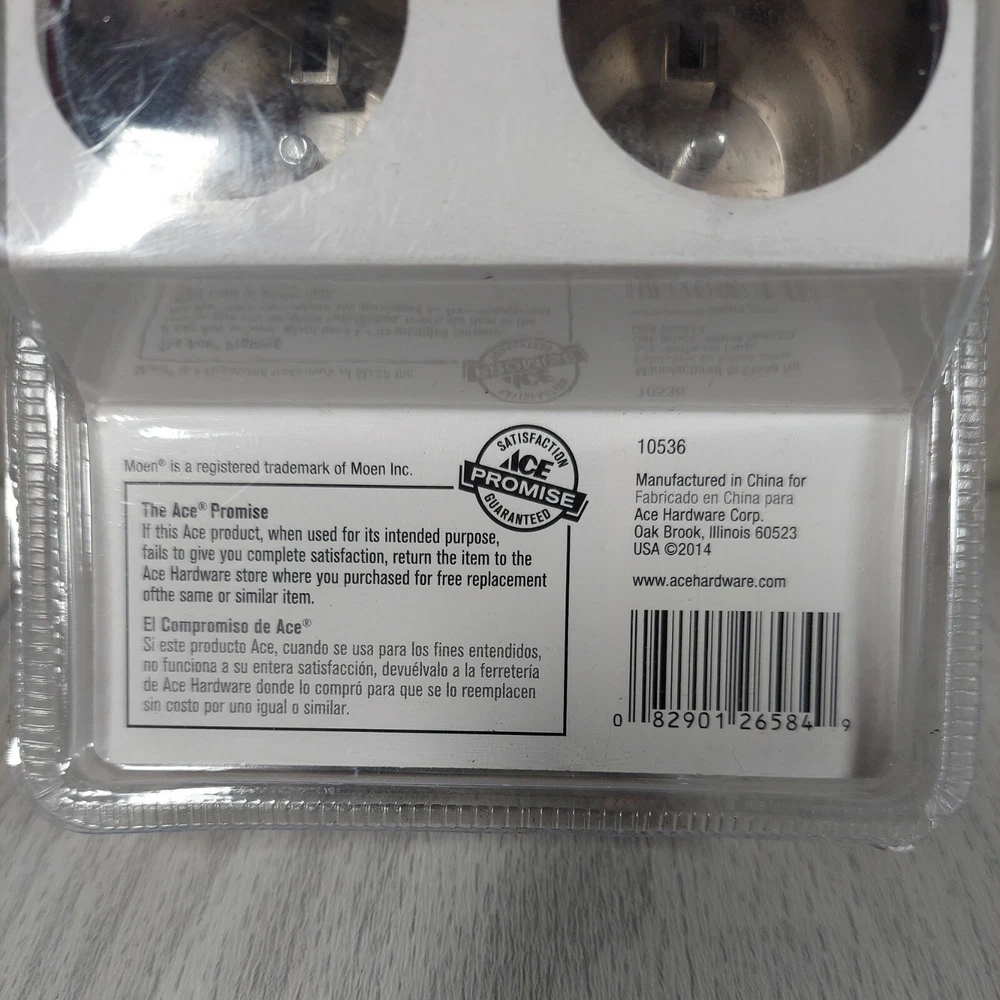 Moen® is a registered trademark of Moen Inc.
SATISFACTION
ACE
PROMISE
GUARANTEED
The Ace® Promise
If this Ace product, when used for its intended purpose,
fails to give you complete satisfaction, return the item to the
Ace Hardware store where you purchased for free replacement
ofthe same or similar item.
El Compromiso de Ace®
Si este producto Ace, cuando se usa para los fines entendidos,
no funciona a su entera satisfacción, devuélvalo a la ferretería
de Ace Hardware donde lo compró para que se lo reemplacen
sin costo por uno igual o similar.
10536
Manufactured in China for
Fabricado en China para
Ace Hardware Corp.
Oak Brook, Illinois 60523
USA ©2014
www.acehardware.com
0 82901 26584 9